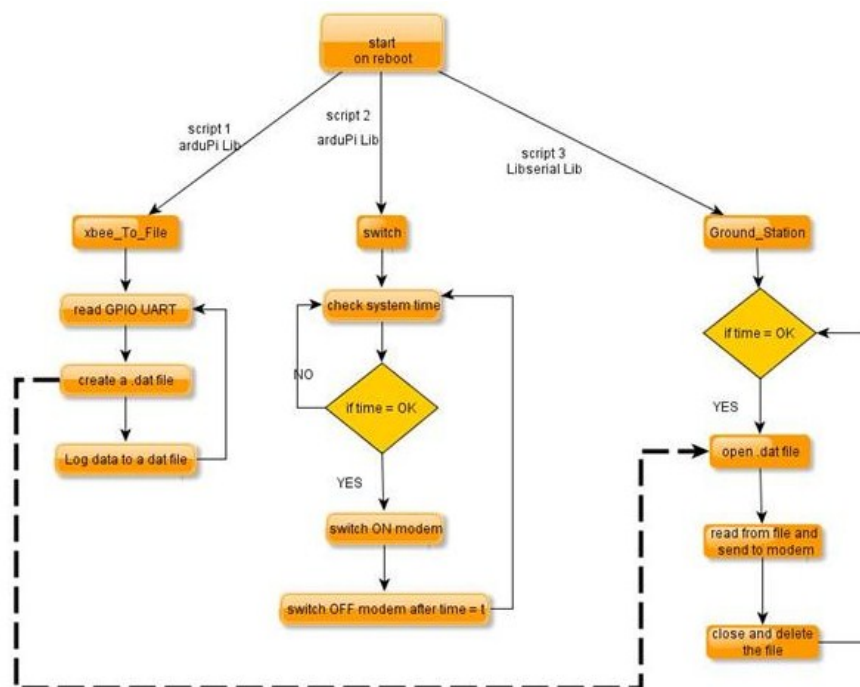 start
on reboot
script 1
arduPi Lib
script 2
arduPi Lib
script 3
Libserial Lib
xbee_To_File
switch
Ground_Station
read GPIO UART
check system time
if time = OK
create a .dat file
NO
if time = OK
YES
Log data to a dat file
open .dat file
YES
switch ON modem
read from file and
send to modem
switch OFF modem after time = t
close and delete
the file